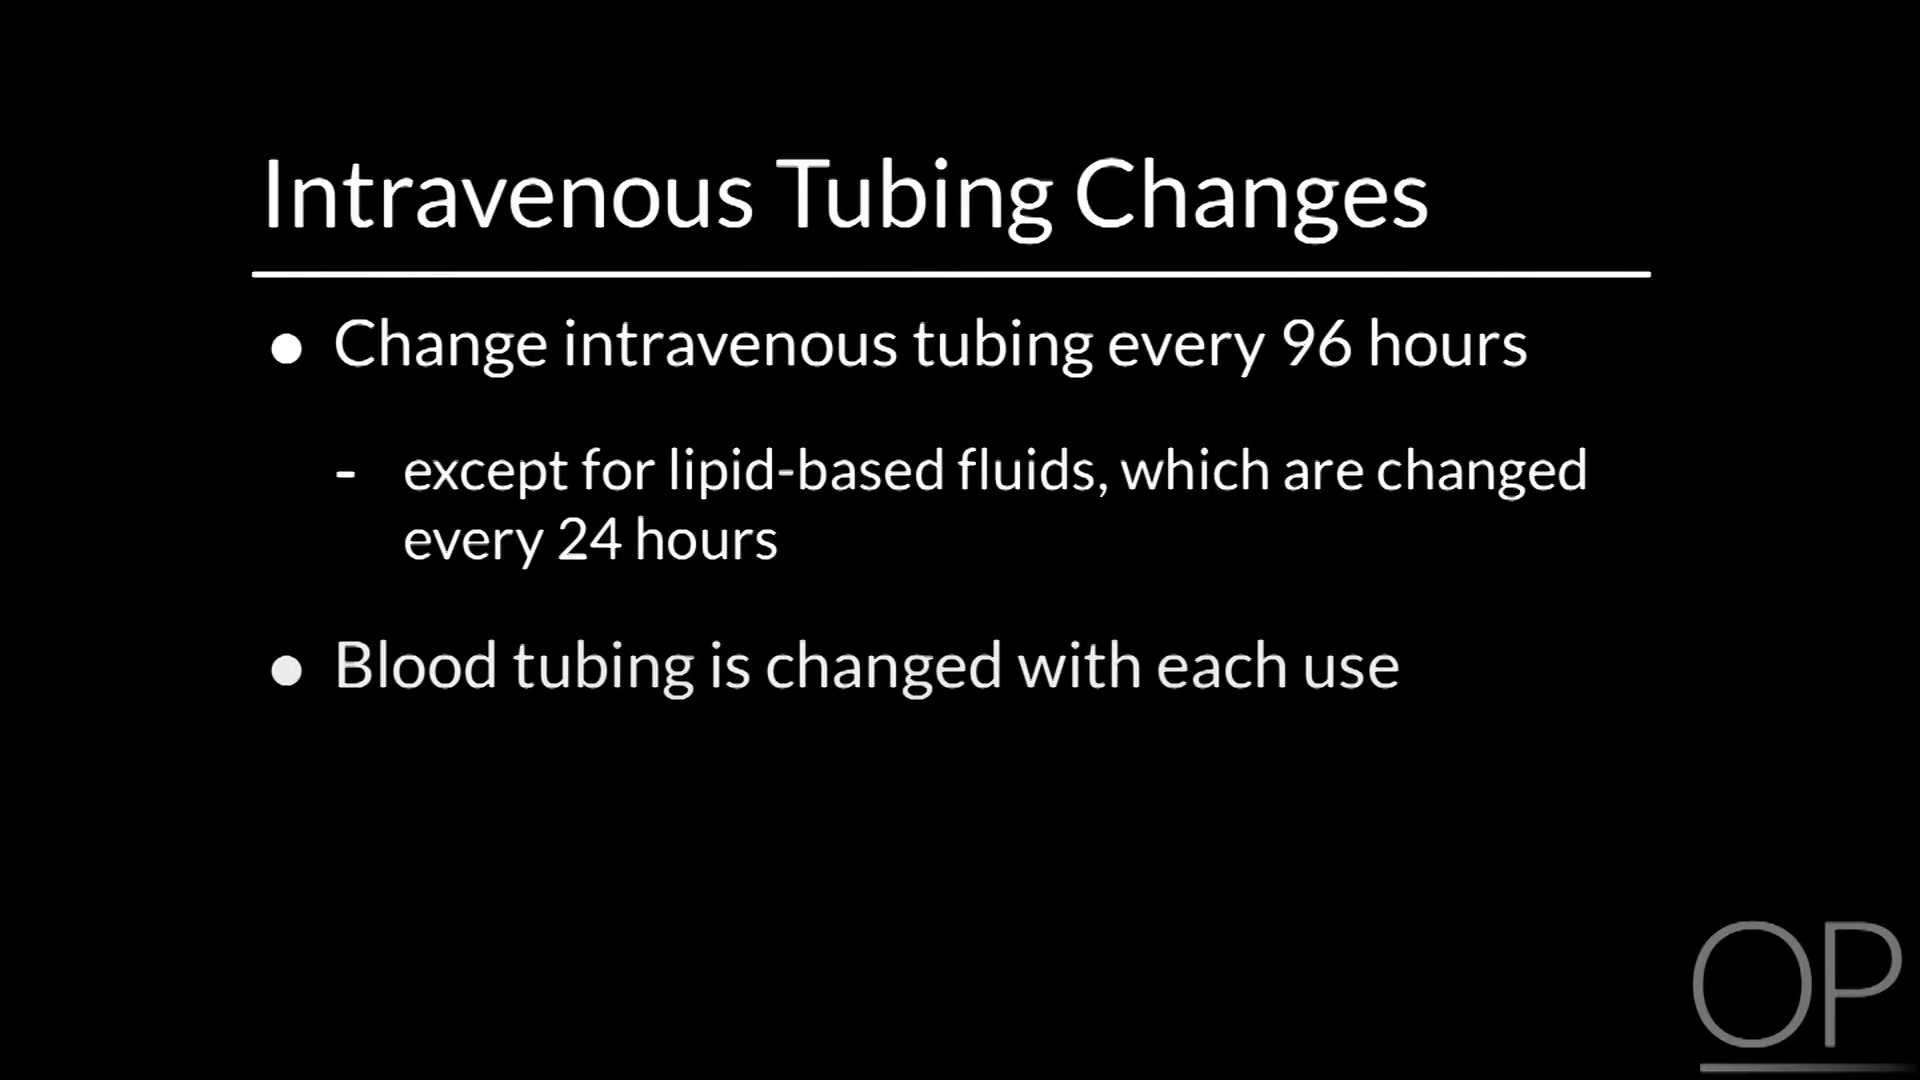 Intravenous Tubing Changes
● Change intravenous tubing every 96 hours
- except for lipid-based fluids, which are changed
every 24 hours
● Blood tubing is changed with each use
OP